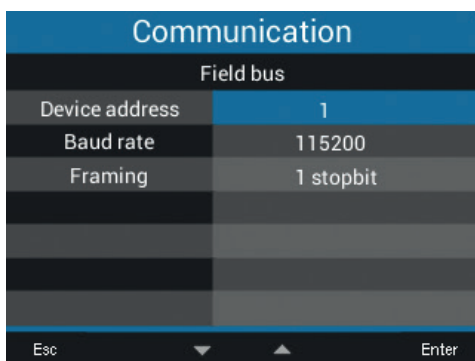 Communication
Field bus
Device address 1
Baud rate 115200
Framing 1 stopbit
Esc Enter